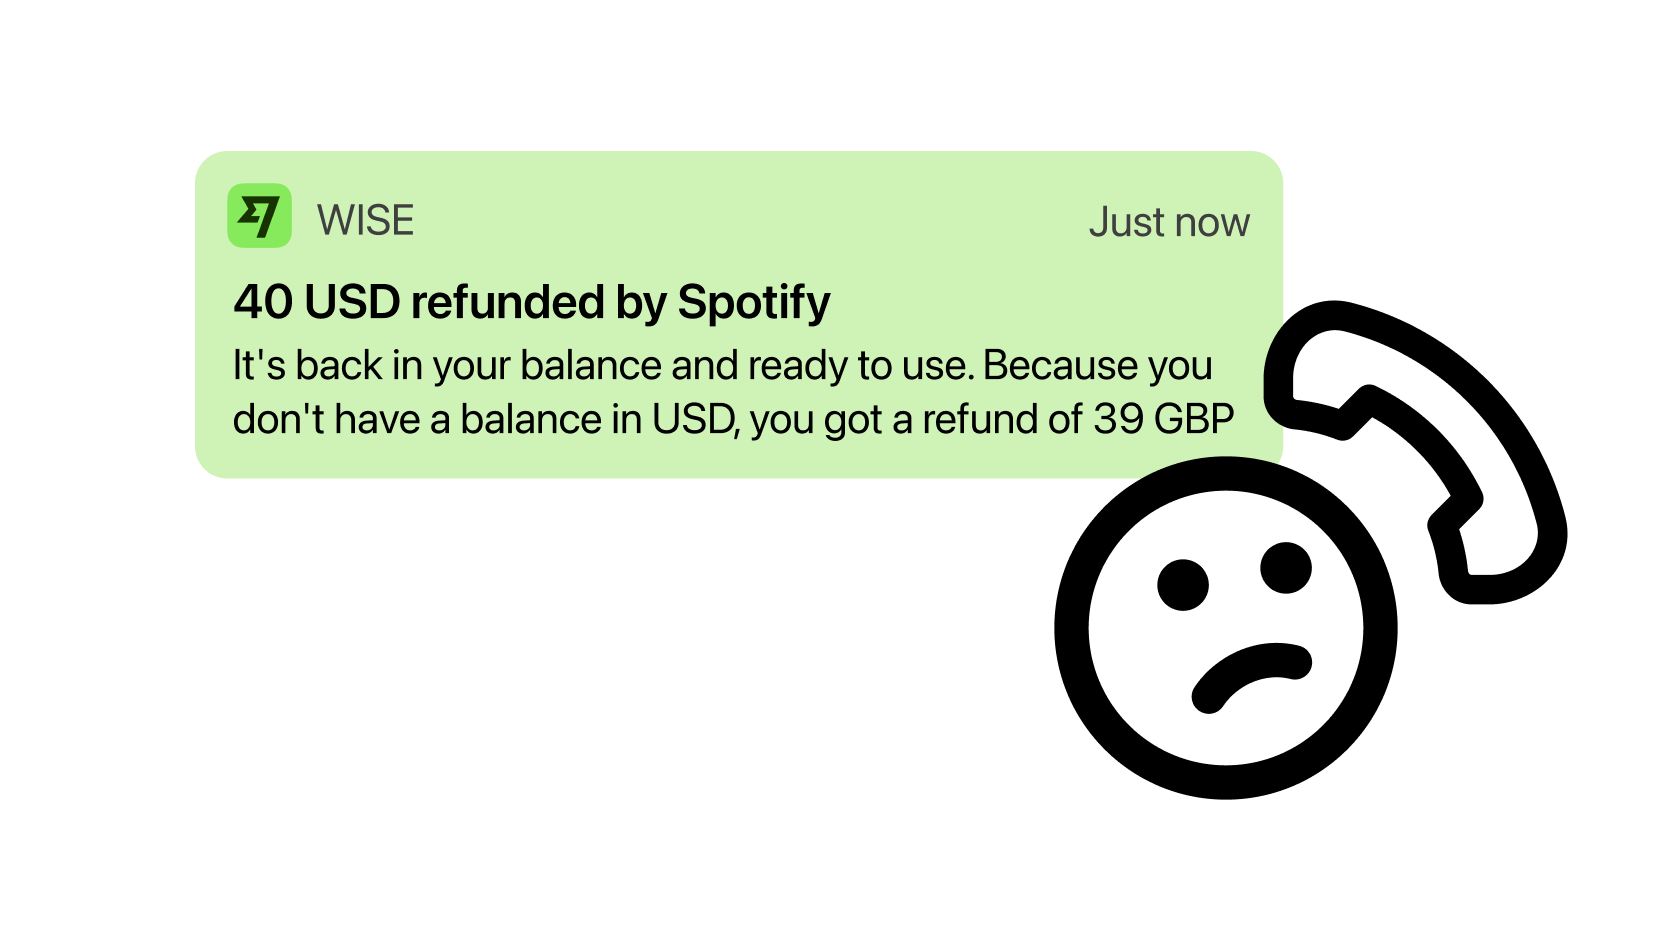 WISE
Just now
40 USD refunded by Spotify
It's back in your balance and ready to use. Because you
don't have a balance in USD, you got a refund of 39 GBP